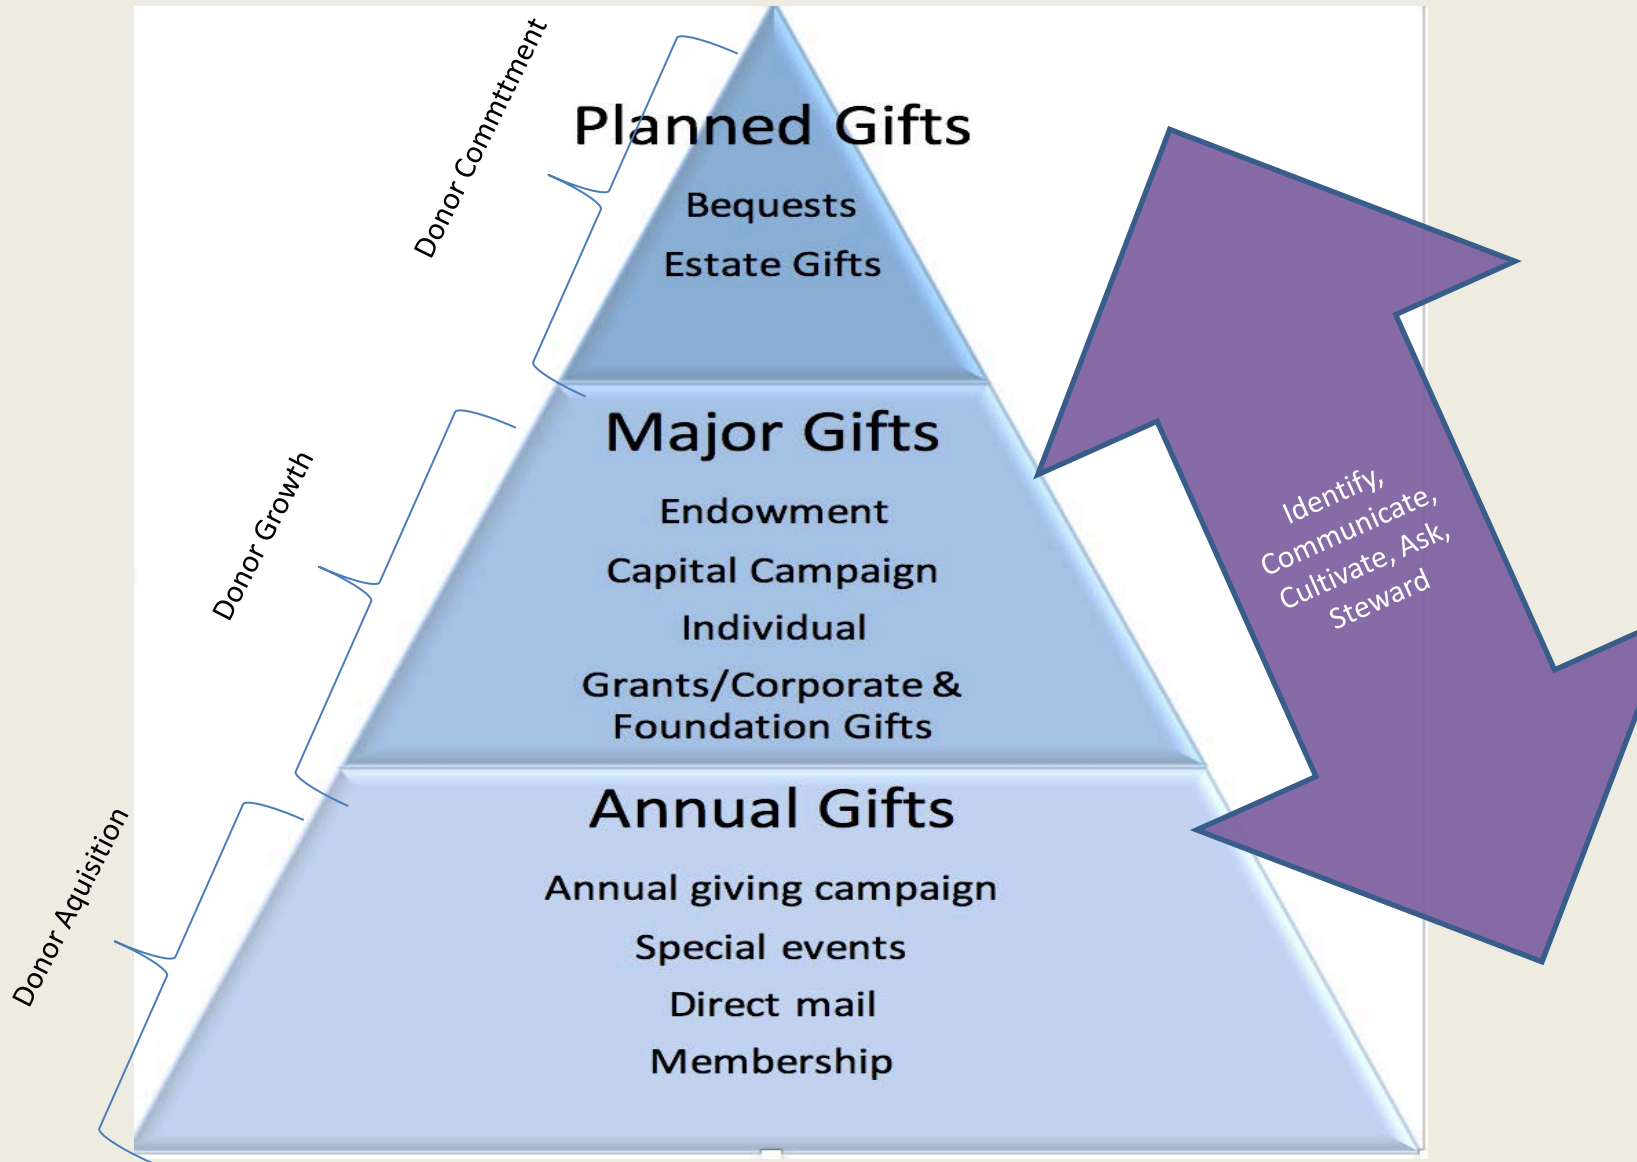 Donor Committment
Planned Gifts
Bequests
Estate Gifts
Donor Growth
Major Gifts
Endowment
Capital Campaign
Individual
Grants/Corporate &
Foundation Gifts
Donor Aquisition
Annual Gifts
Annual giving campaign
Special events
Direct mail
Membership
Identify,
Communicate,
Cultivate, Ask,
Steward